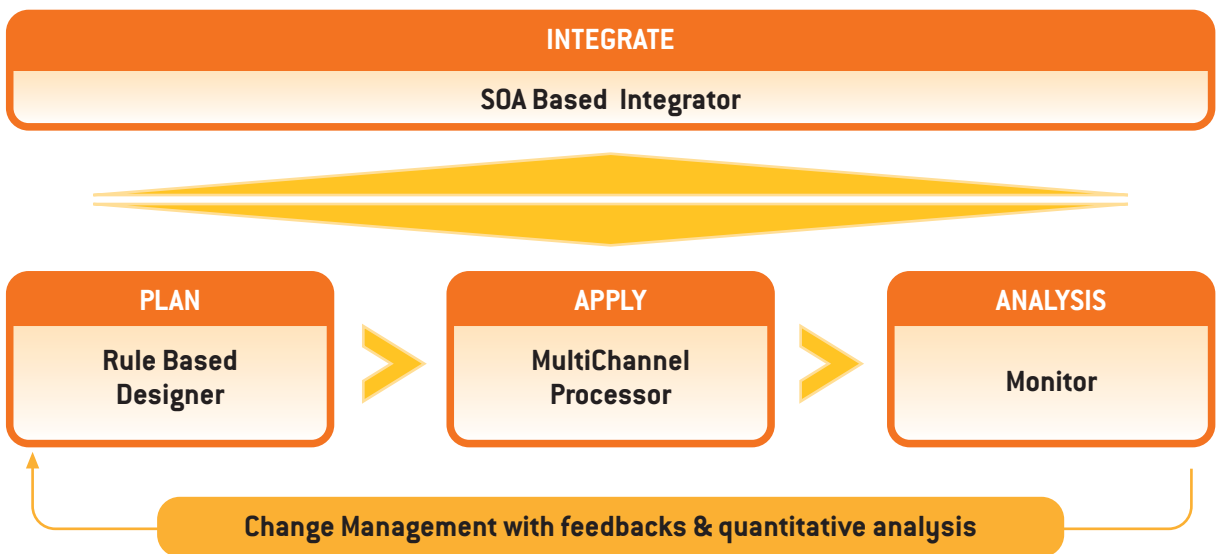 INTEGRATE
SOA Based Integrator
PLAN
Rule Based
Designer
APPLY
MultiChannel
Processor
ANALYSIS
Monitor
Change Management with feedbacks & quantitative analysis